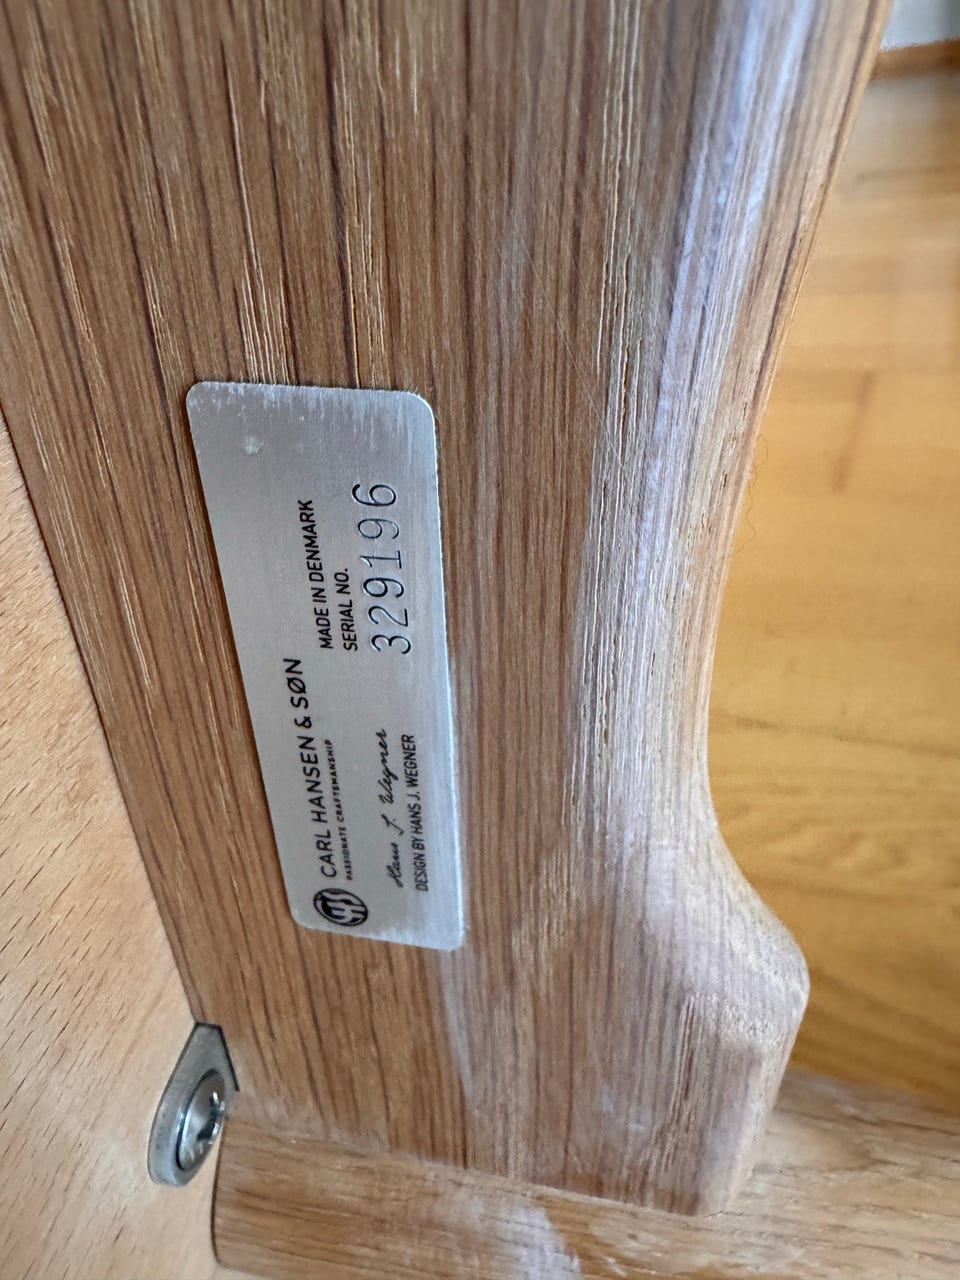 CARL HANSEN & SØN
PASSIONATE CRAFTSMANSHIP
Hans J. Wegner
DESIGN BY HANS J. WEGNER
MADE IN DENMARK
SERIAL NO.
329196